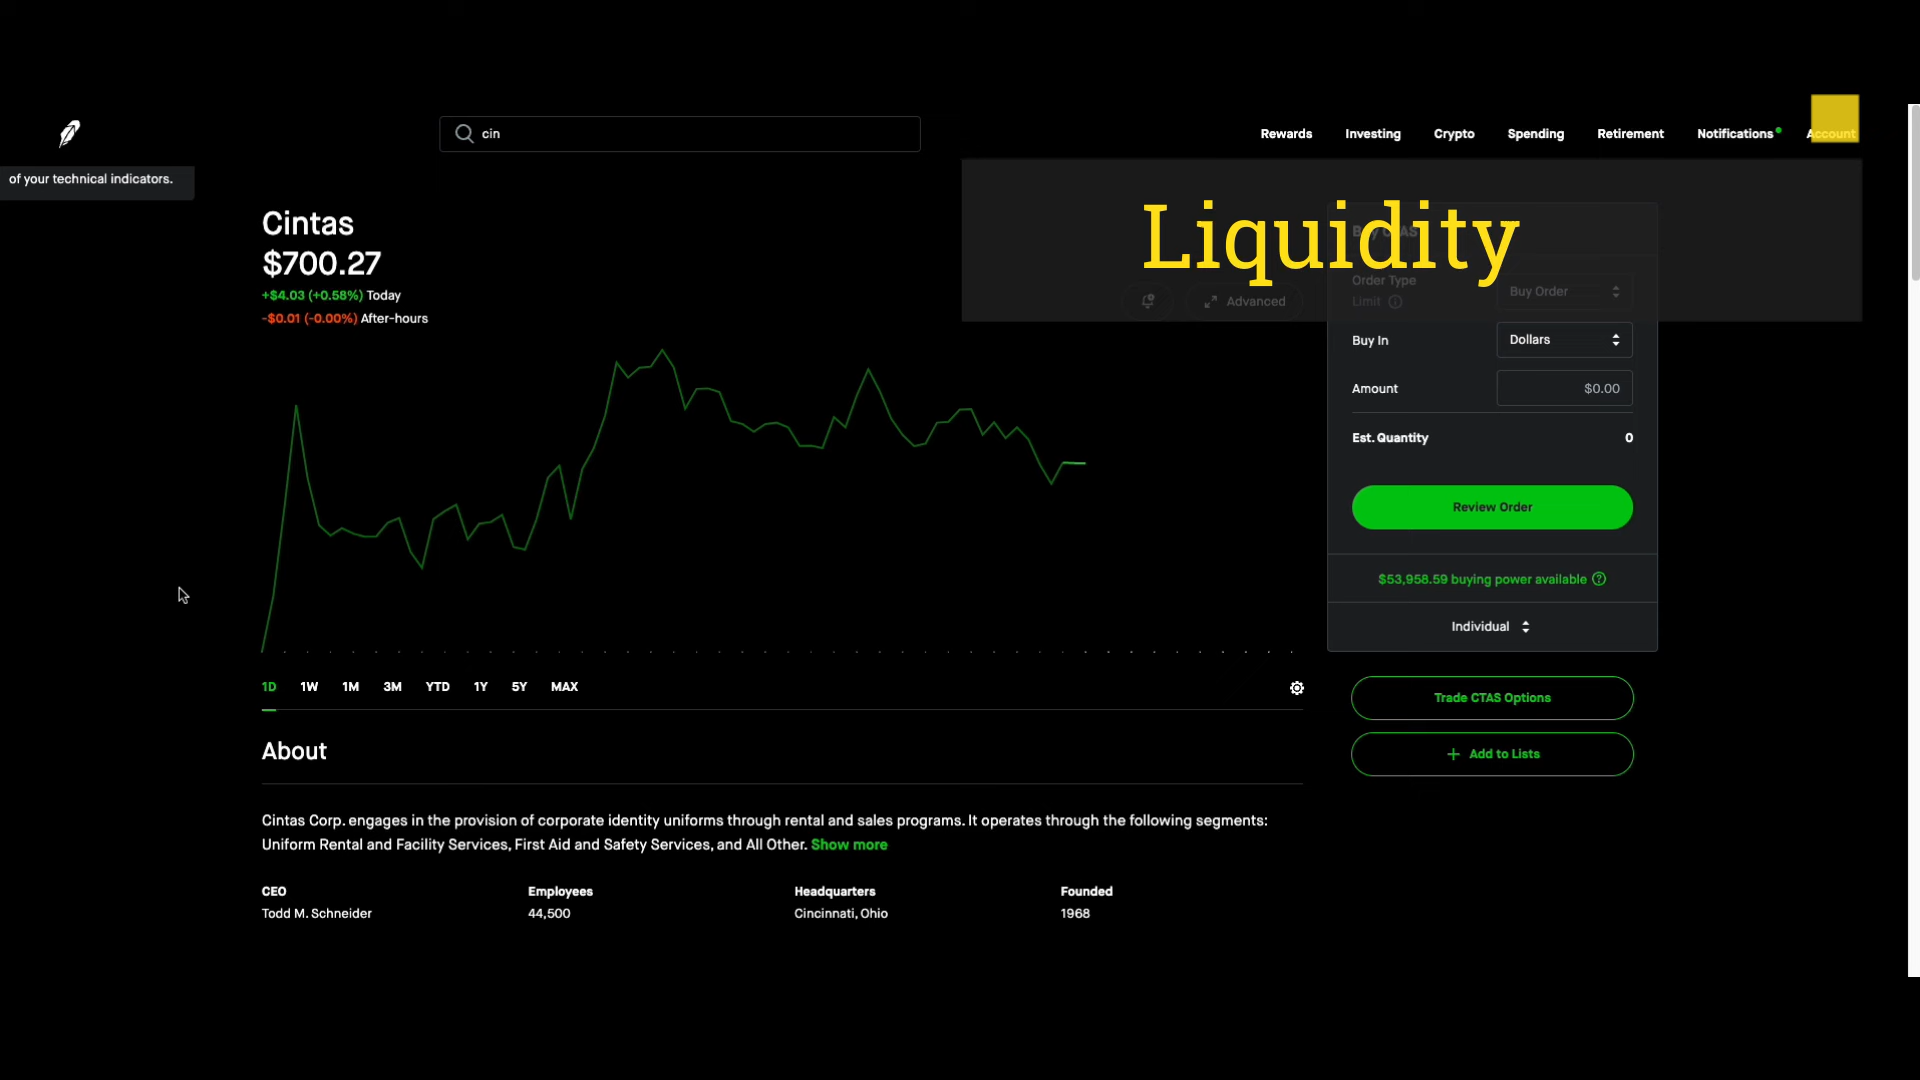 cin
Rewards
Investing
Crypto
Spending
Retirement
Notifications
Account
of your technical indicators.
Liquidity
Cintas
$700.27
+$4.03 (+0.58%) Today
-$0.01 (-0.00%) After-hours
Advanced
Buy CTAS
Order Type
Buy Order
Limit
Buy In
Dollars
Amount
$0.00
Est. Quantity
0
Review Order
$53,958.59 buying power available
Individual
1D
1W
1M
3M
YTD
1Y
5Y
MAX
Trade CTAS Options
+ Add to Lists
About
Cintas Corp. engages in the provision of corporate identity uniforms through rental and sales programs. It operates through the following segments:
Uniform Rental and Facility Services, First Aid and Safety Services, and All Other. Show more
CEO
Employees
Headquarters
Founded
Todd M. Schneider
44,500
Cincinnati, Ohio
1968